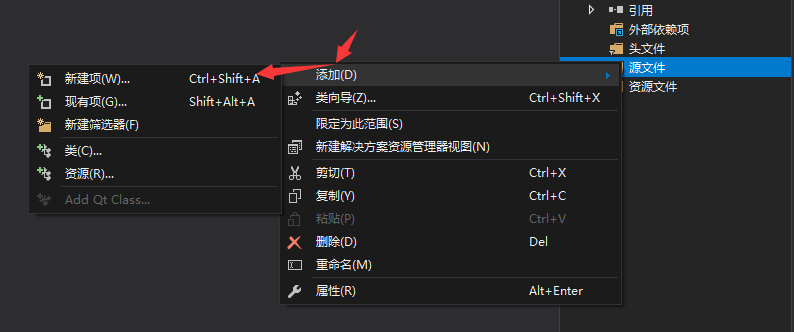 引用
外部依赖项
头文件
源文件
资源文件
添加(D)
类向导(Z)... Ctrl+Shift+X
限定为此范围(S)
新建解决方案资源管理器视图(N)
剪切(T) Ctrl+X
复制(Y) Ctrl+C
粘贴(P) Ctrl+V
删除(D) Del
重命名(M)
属性(R) Alt+Enter
新建项(W)... Ctrl+Shift+A
现有项(G)... Shift+Alt+A
新建筛选器(F)
类(C)...
资源(R)...
Add Qt Class...